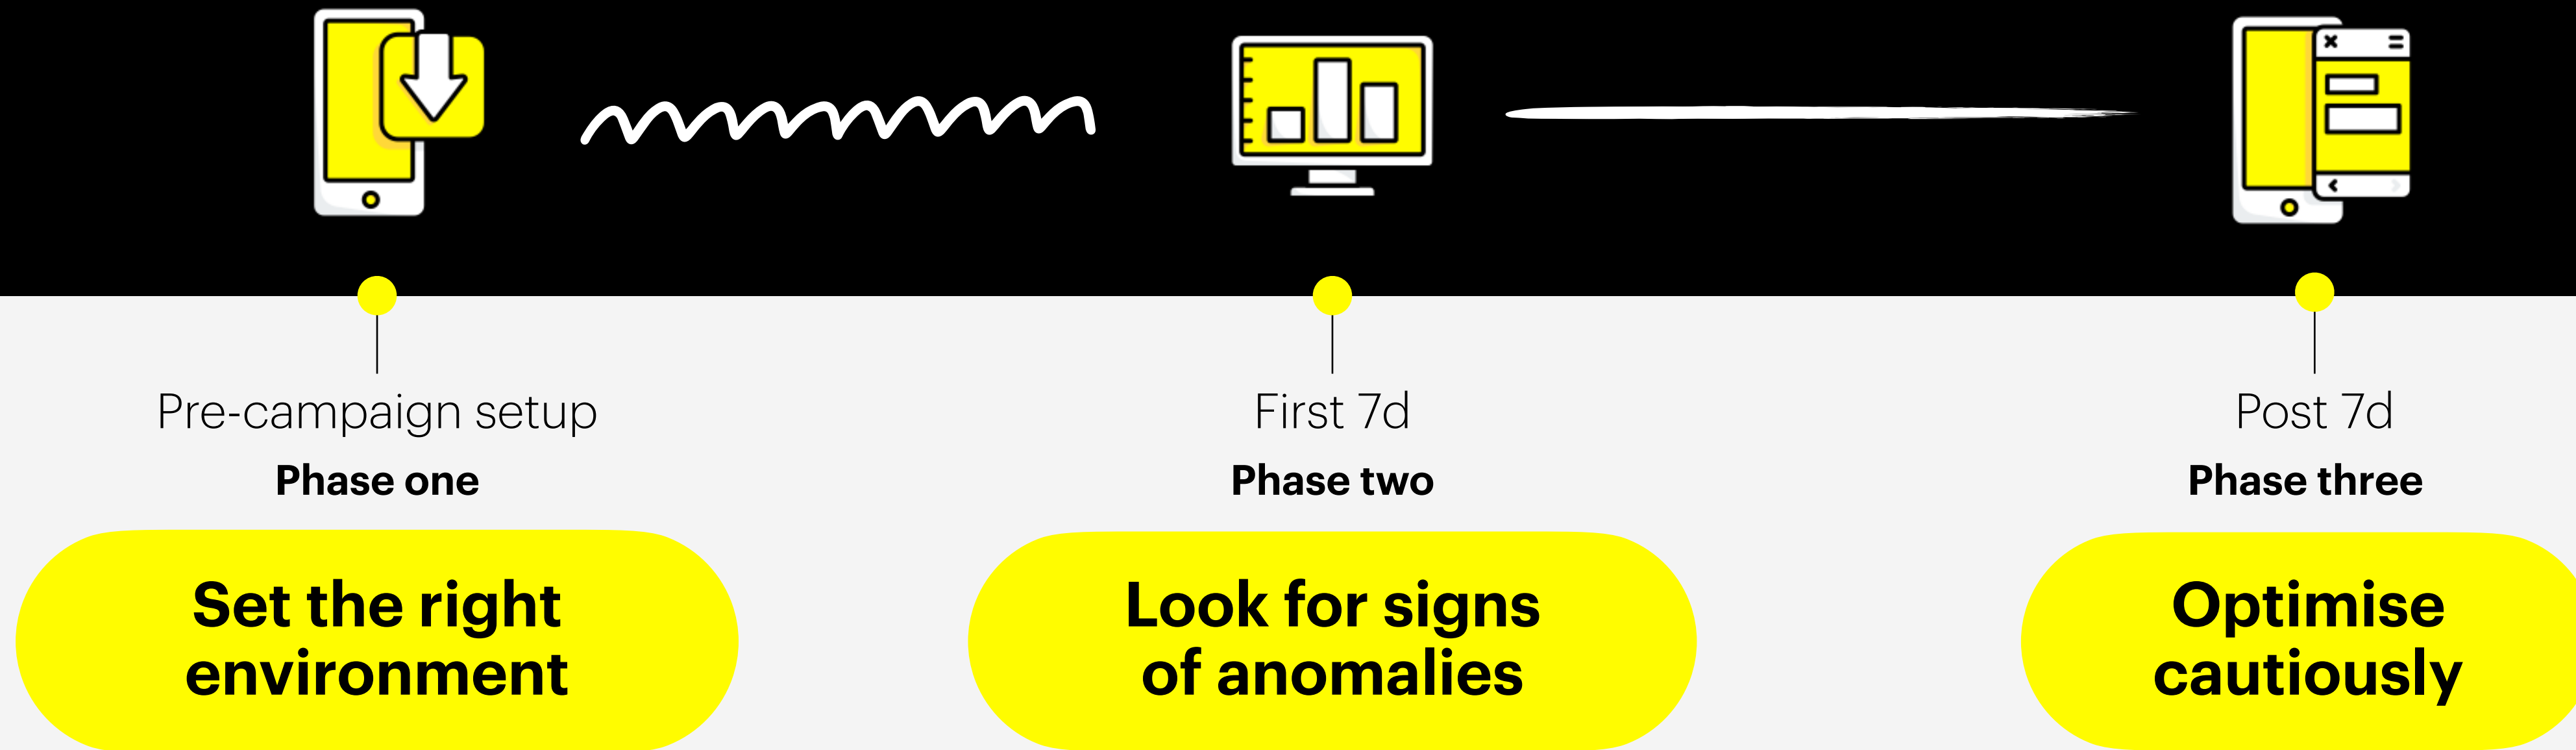 Pre-campaign setup
Phase one
Set the right
environment
First 7d
Phase two
Look for signs
of anomalies
Post 7d
Phase three
Optimise
cautiously